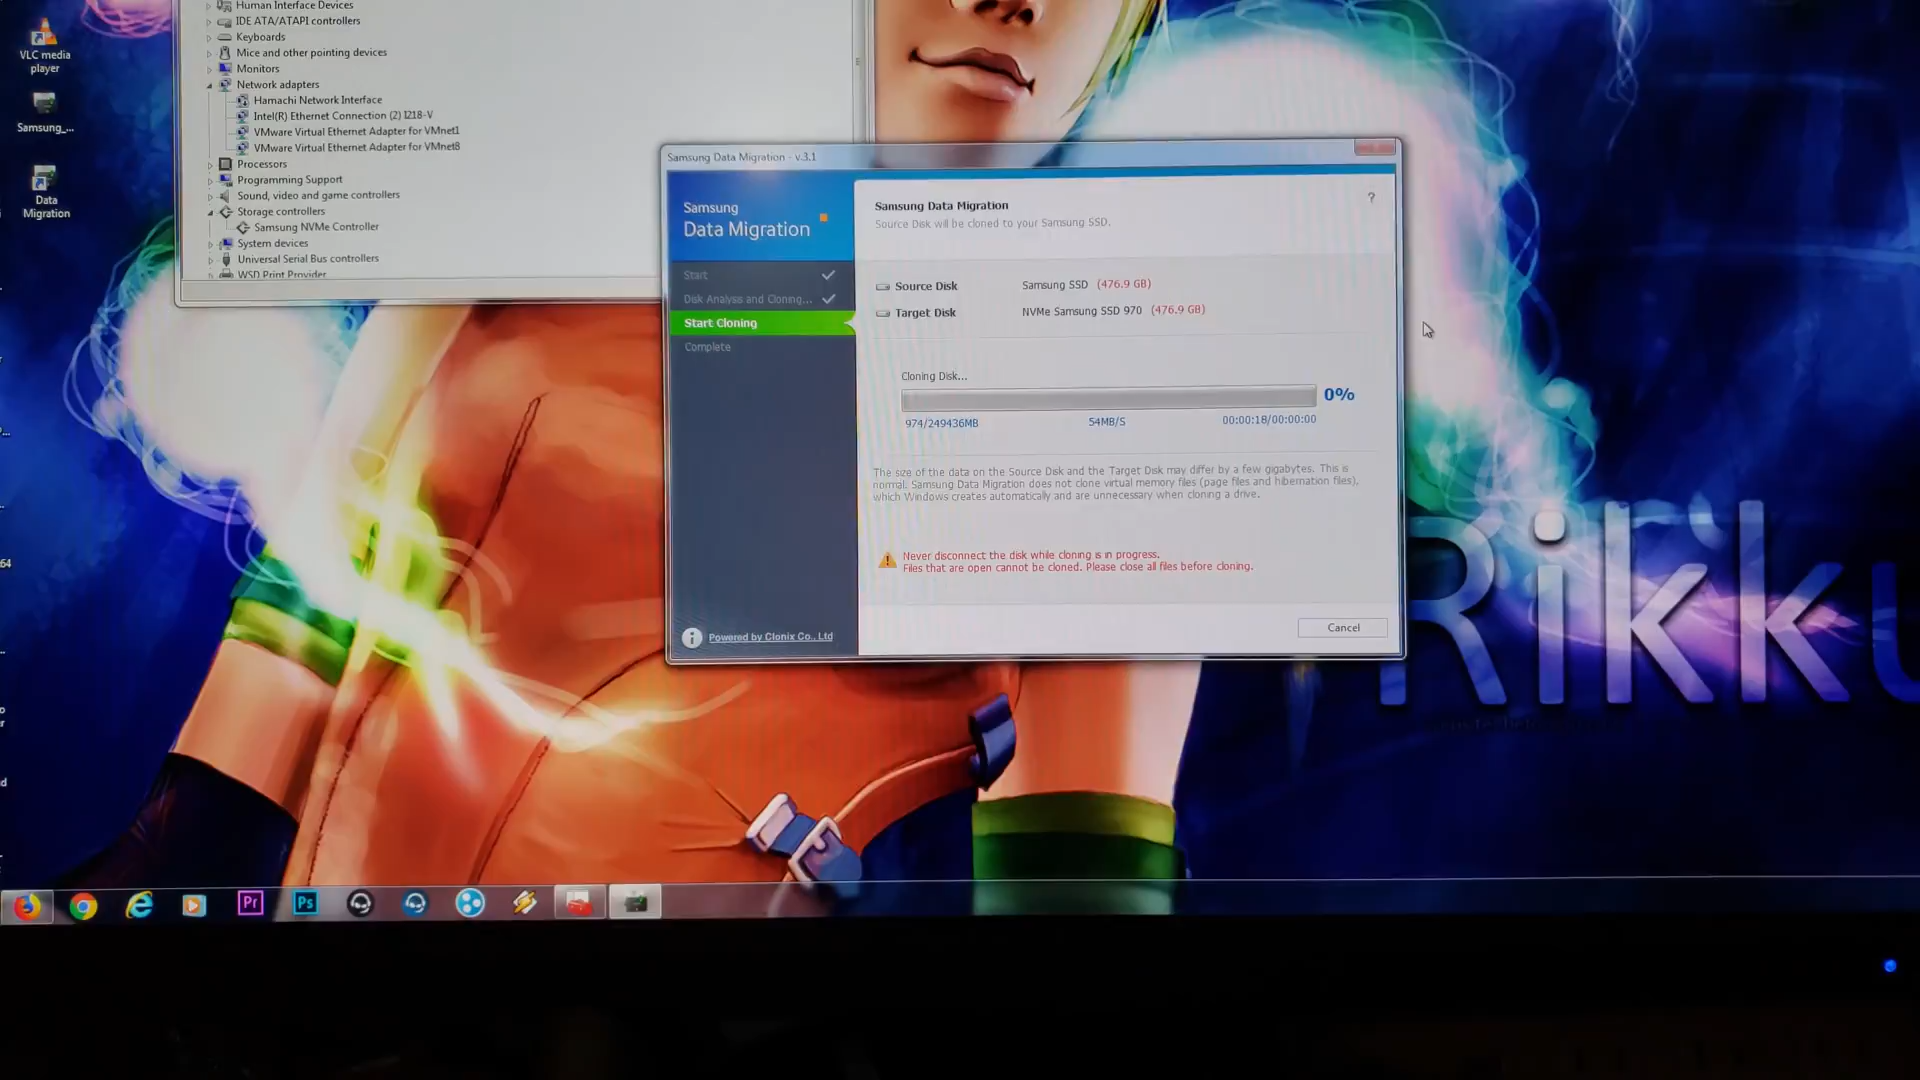 VLC media
player
Samsung_...
Data
Migration
Human Interface Devices
IDE ATA/ATAPI controllers
Keyboards
Mice and other pointing devices
Monitors
Network adapters
Hamachi Network Interface
Intel(R) Ethernet Connection (2) I218-V
VMware Virtual Ethernet Adapter for VMnet1
VMware Virtual Ethernet Adapter for VMnet8
Processors
Programming Support
Sound, video and game controllers
Storage controllers
Samsung NVMe Controller
System devices
Universal Serial Bus controllers
WSD Print Provider
Samsung Data Migration - v.3.1
Samsung
Data Migration
Start
Disk Analysis and Cloning...
Start Cloning
Complete
Powered by Clonix Co., Ltd
Samsung Data Migration
?
Source Disk will be cloned to your Samsung SSD.
Source Disk Samsung SSD (476.9 GB)
Target Disk NVMe Samsung SSD 970 (476.9 GB)
Cloning Disk...
0%
974/249436MB 54MB/S 00:00:18/00:00:00
The size of the data on the Source Disk and the Target Disk may differ by a few gigabytes. This is
normal. Samsung Data Migration does not clone virtual memory files (page files and hibernation files),
which Windows creates automatically and are unnecessary when cloning a drive.
Never disconnect the disk while cloning is in progress.
Files that are open cannot be cloned. Please close all files before cloning.
Cancel
Rikku
64
Pr
Ps